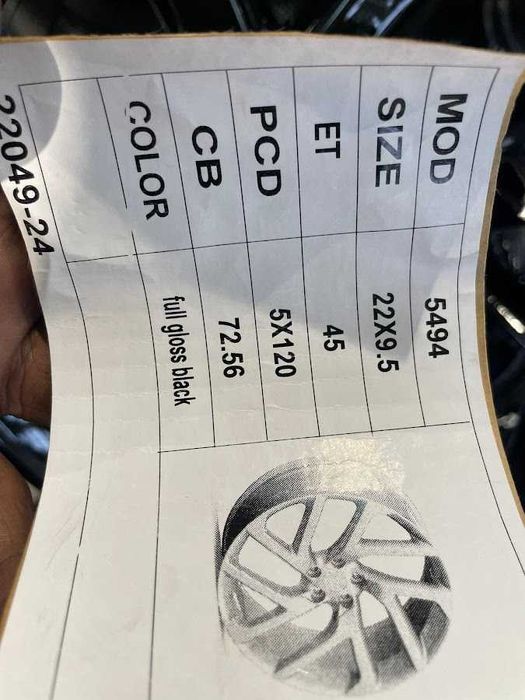 MOD 5494
SIZE 22X9.5
ET 45
PCD 5X120
CB 72.56
COLOR full gloss black
22049-24